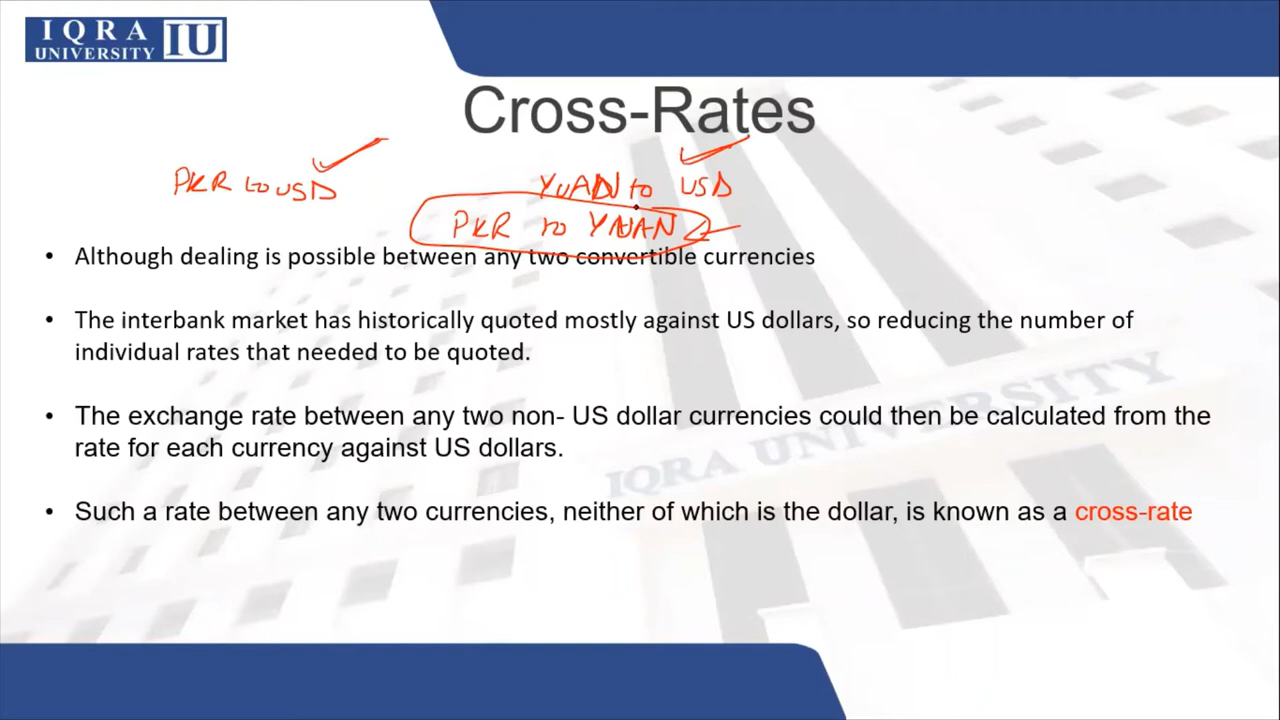 IQRA
UNIVERSITY
IU
Cross-Rates
PKR to USD
YUAN to USD
PKR to YUAN
• Although dealing is possible between any two convertible currencies
• The interbank market has historically quoted mostly against US dollars, so reducing the number of
individual rates that needed to be quoted.
• The exchange rate between any two non- US dollar currencies could then be calculated from the
rate for each currency against US dollars.
• Such a rate between any two currencies, neither of which is the dollar, is known as a cross-rate
IQRA UNIVERSITY